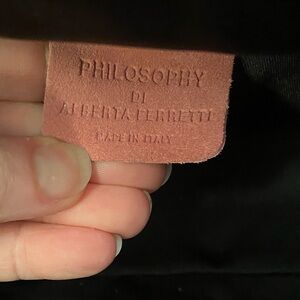 PHILOSOPHY
DI
ALBERTA FERRETTI
MADE IN ITALY